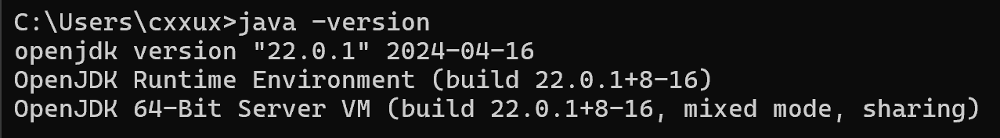 C:\Users\cxxux>java -version
openjdk version "22.0.1" 2024-04-16
OpenJDK Runtime Environment (build 22.0.1+8-16)
OpenJDK 64-Bit Server VM (build 22.0.1+8-16, mixed mode, sharing)